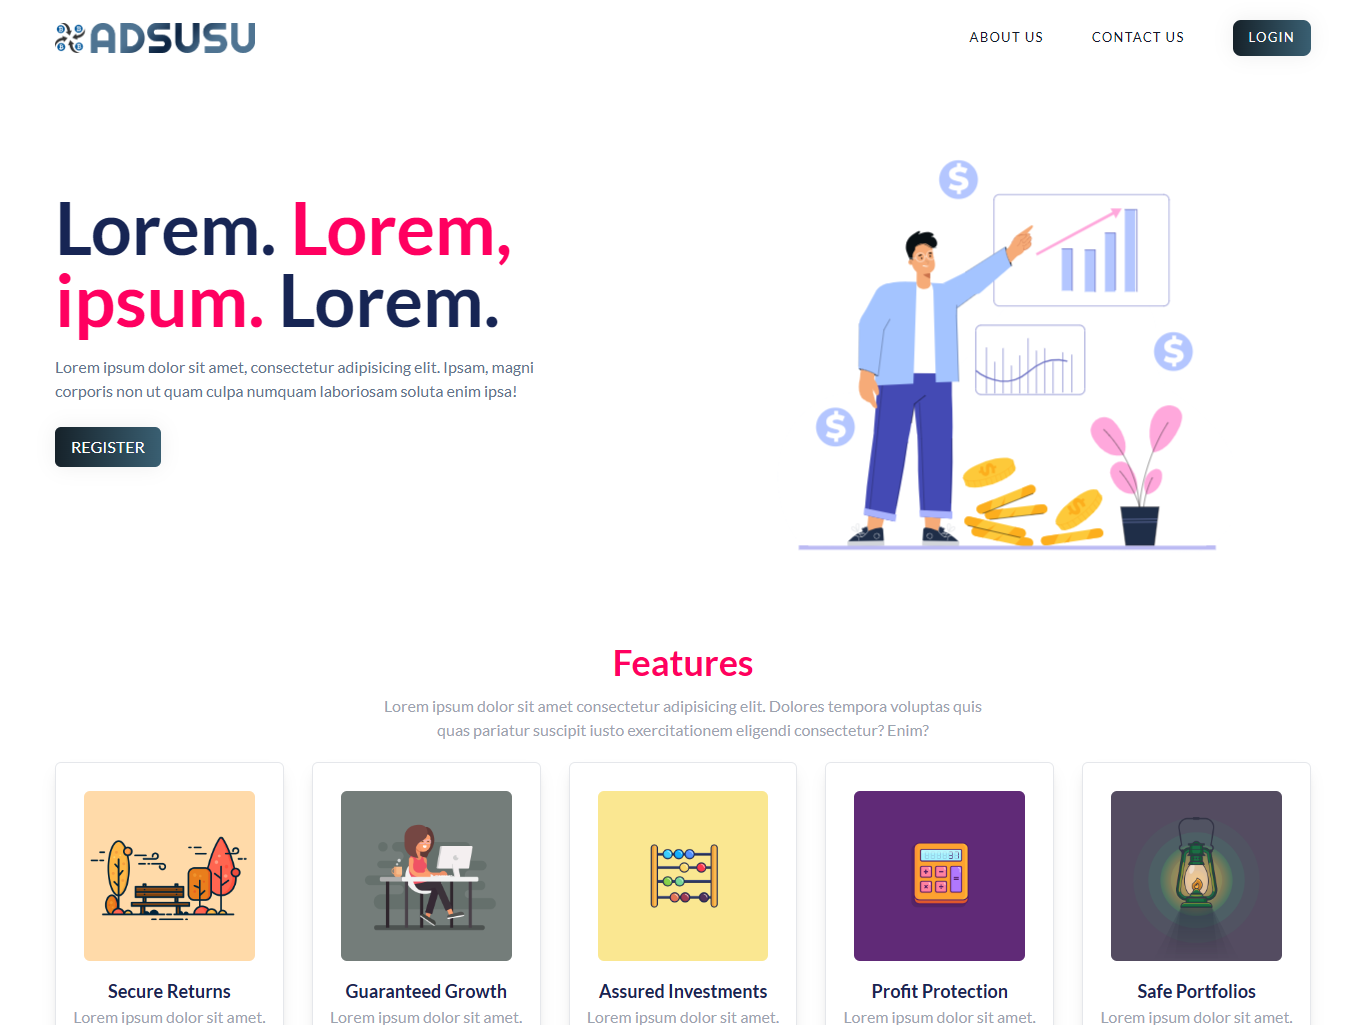 ADSUSU
ABOUT US
CONTACT US
LOGIN
Lorem. Lorem,
ipsum. Lorem.
Lorem ipsum dolor sit amet, consectetur adipisicing elit. Ipsam, magni
corporis non ut quam culpa numquam laboriosam soluta enim ipsa!
REGISTER
$
$
$
Features
Lorem ipsum dolor sit amet consectetur adipisicing elit. Dolores tempora voluptas quis
quas pariatur suscipit iusto exercitationem eligendi consectetur? Enim?
Secure Returns
Lorem ipsum dolor sit amet.
Guaranteed Growth
Lorem ipsum dolor sit amet.
Assured Investments
Lorem ipsum dolor sit amet.
Profit Protection
Lorem ipsum dolor sit amet.
Safe Portfolios
Lorem ipsum dolor sit amet.